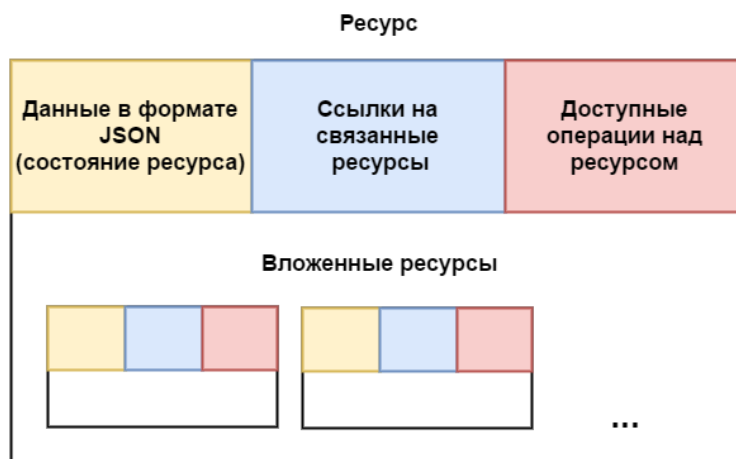 Ресурс
Данные в формате
JSON
(состояние ресурса)
Ссылки на
связанные
ресурсы
Доступные
операции над
ресурсом
Вложенные ресурсы
...